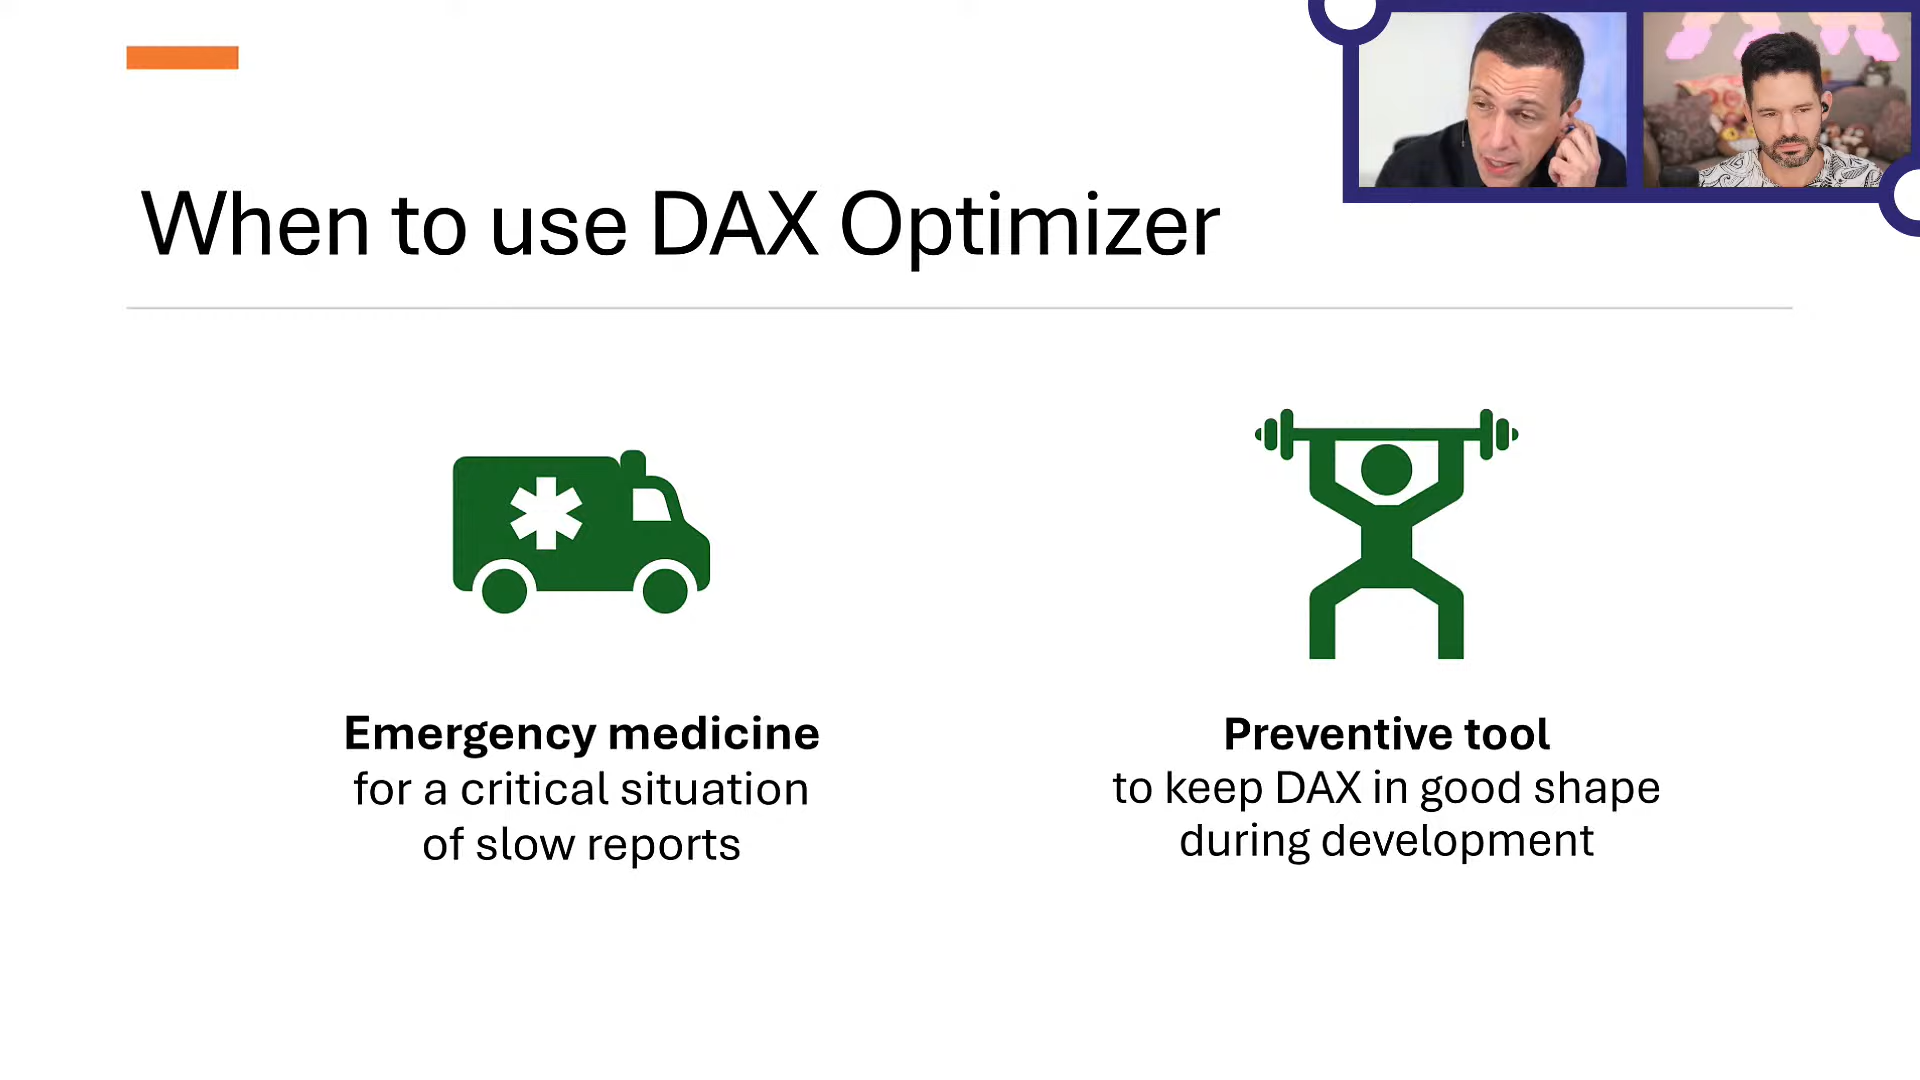 When to use DAX Optimizer
Emergency medicine
for a critical situation
of slow reports
Preventive tool
to keep DAX in good shape
during development